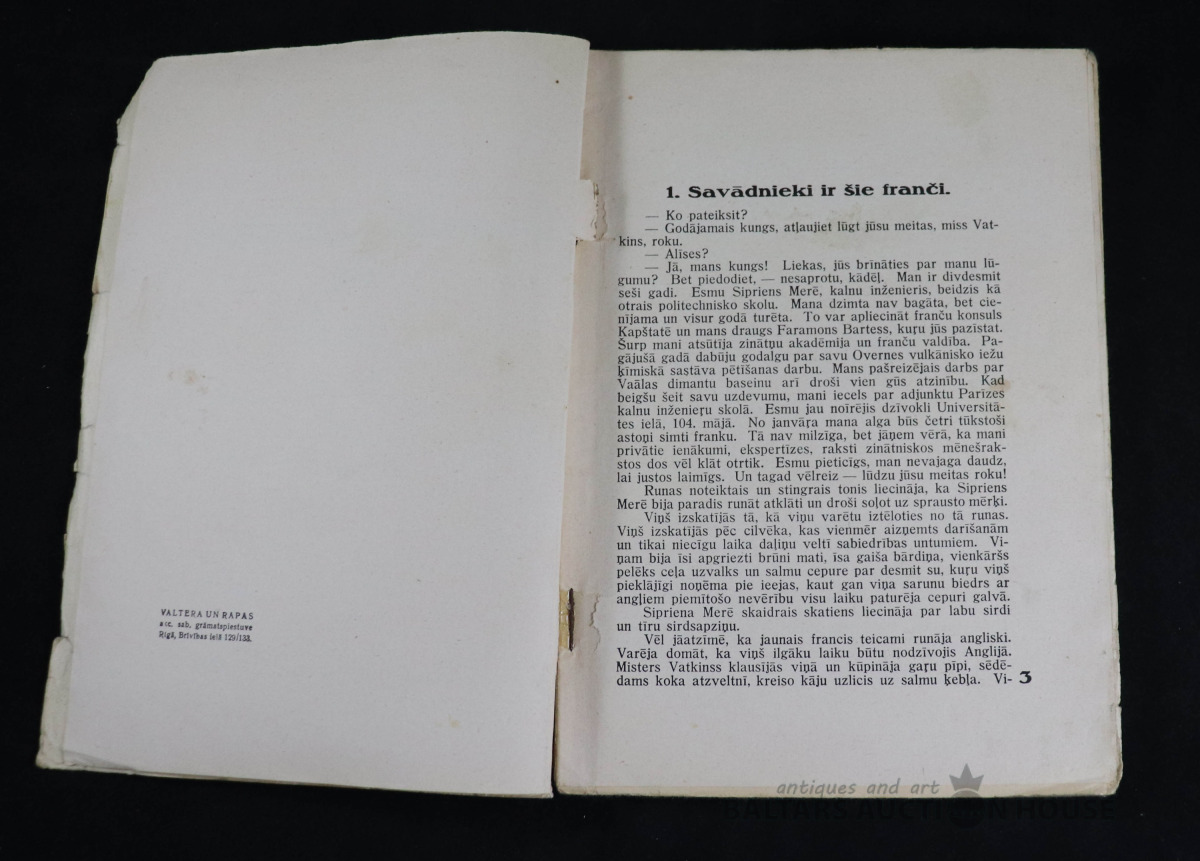 VALTERA UN RAPAS
akc. sab. grāmatspiestuve
Rīgā, Brīvības ielā 129/133.
1. Savādnieki ir šie franči.
— Ko pateiksit?
— Godājamais kungs, atļaujiet lūgt jūsu meitas, miss Vat-
kins, roku.
— Alīses?
— Jā, mans kungs! Liekas, jūs brīnāties par manu lū-
gumu? Bet piedodiet, — nesaprotu, kādēļ. Man ir divdesmit
seši gadi. Esmu Sipriens Merē, kalnu inženieris, beidzis kā
otrais politechnisko skolu. Mana dzimta nav bagāta, bet cie-
nījama un visur godā turēta. To var apliecināt franču konsuls
Kapštatē un mans draugs Faramons Bartess, kuŗu jūs pazīstat.
Šurp mani atsūtīja zinātņu akadēmija un franču valdība. Pa-
gājušā gadā dabūju godalgu par savu Overnes vulkānisko iežu
ķīmiskā sastāva pētīšanas darbu. Mans pašreizējais darbs par
Vaālas dimantu baseinu arī droši vien gūs atzinību. Kad
beigšu šeit savu uzdevumu, mani iecels par adjunktu Parīzes
kalnu inženieŗu skolā. Esmu jau noīrējis dzīvokli Universitā-
tes ielā, 104. mājā. No janvāŗa mana alga būs četri tūkstoši
astoņi simti franku. Tā nav milzīga, bet jāņem vērā, ka mani
privātie ienākumi, ekspertīzes, raksti zinātniskos mēnešrak-
stos dos vēl klāt otrtik. Esmu pieticīgs, man nevajaga daudz,
lai justos laimīgs. Un tagad vēlreiz — lūdzu jūsu meitas roku!
Runas noteiktais un stingrais tonis liecināja, ka Sipriens
Merē bija paradis runāt atklāti un droši soļot uz sprausto mērķi.
Viņš izskatījās tā, kā viņu varētu iztēloties no tā runas.
Viņš izskatījās pēc cilvēka, kas vienmēr aizņemts darīšanām
un tikai niecīgu laika daļiņu veltī sabiedrības untumiem. Vi-
ņam bija īsi apgriezti brūni mati, īsa gaiša bārdiņa, vienkāršs
pelēks ceļa uzvalks un salmu cepure par desmit su, kuŗu viņš
pieklājīgi noņēma pie ieejas, kaut gan viņa sarunu biedrs ar
angļiem piemītošo nevērību visu laiku paturēja cepuri galvā.
Sipriena Merē skaidrais skatiens liecināja par labu sirdi
un tīru sirdsapziņu.
Vēl jāatzīmē, ka jaunais francis teicami runāja angliski.
Varēja domāt, ka viņš ilgāku laiku būtu nodzīvojis Anglijā.
Misters Vatkinss klausījās viņā un kūpināja gaŗu pīpi, sēdē-
dams koka atzveltnī, kreiso kāju uzlicis uz salmu ķebļa. Vi- 3
antiques and art
BALTARS AUCTION HOUSE